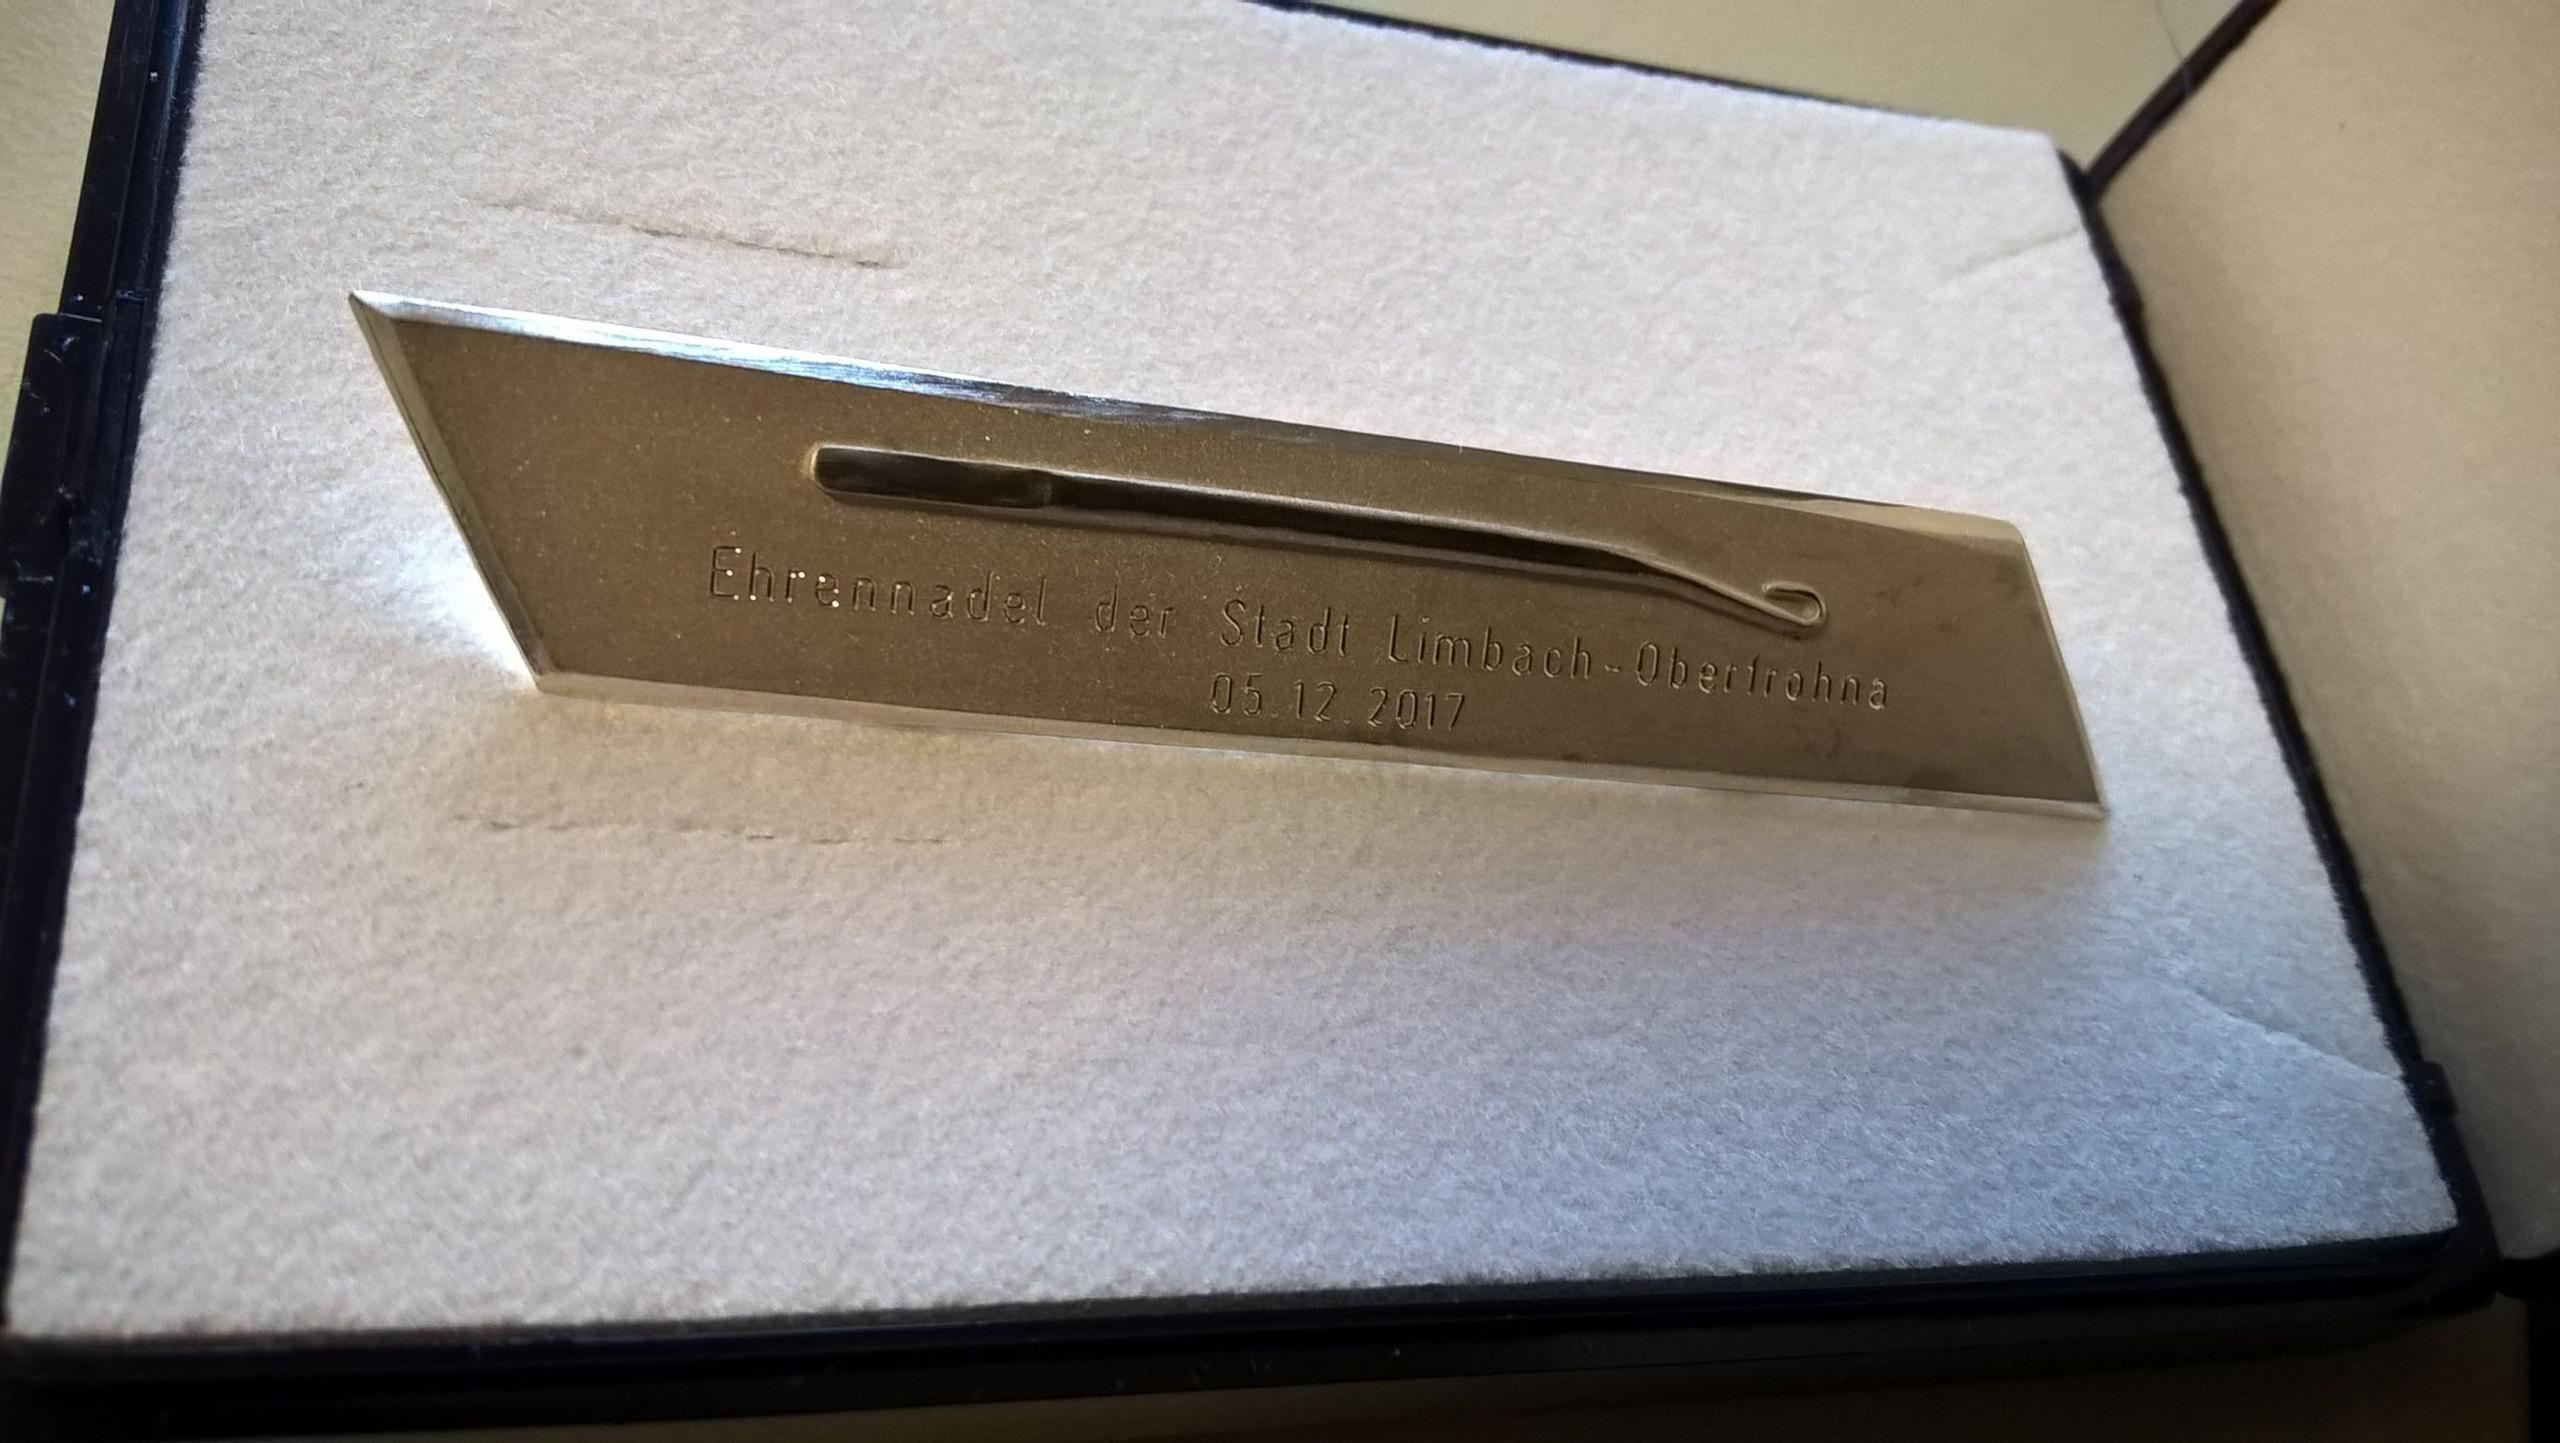 Ehrennadel der Stadt Limbach-Oberfrohna
05.12.2017